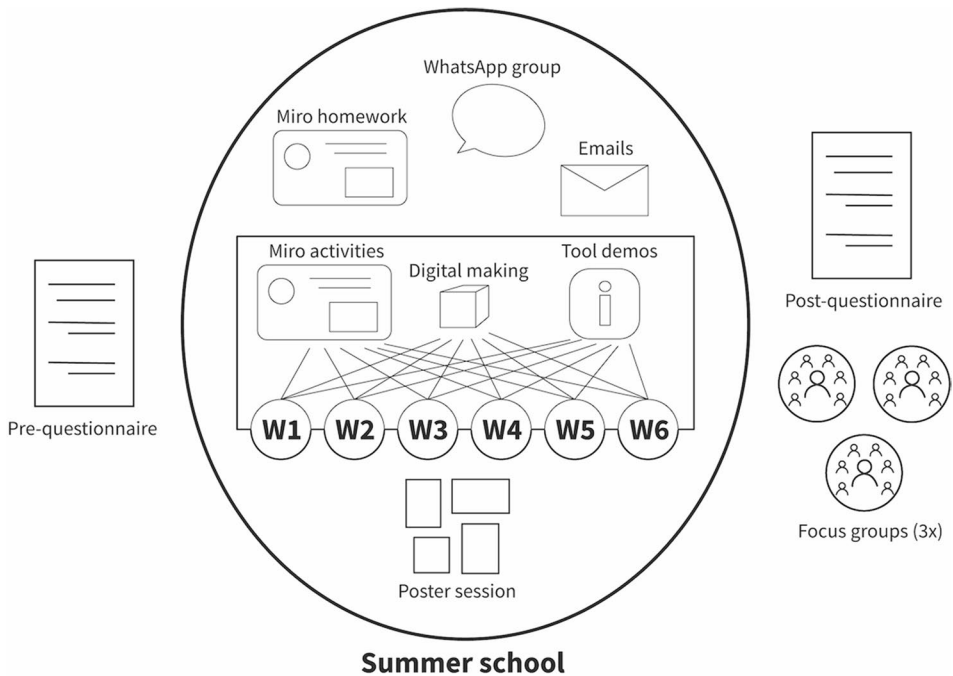 WhatsApp group
Miro homework
Emails
Miro activities
Digital making
Tool demos
W1 W2 W3 W4 W5 W6
Poster session
Summer school
Pre-questionnaire
Post-questionnaire
Focus groups (3x)